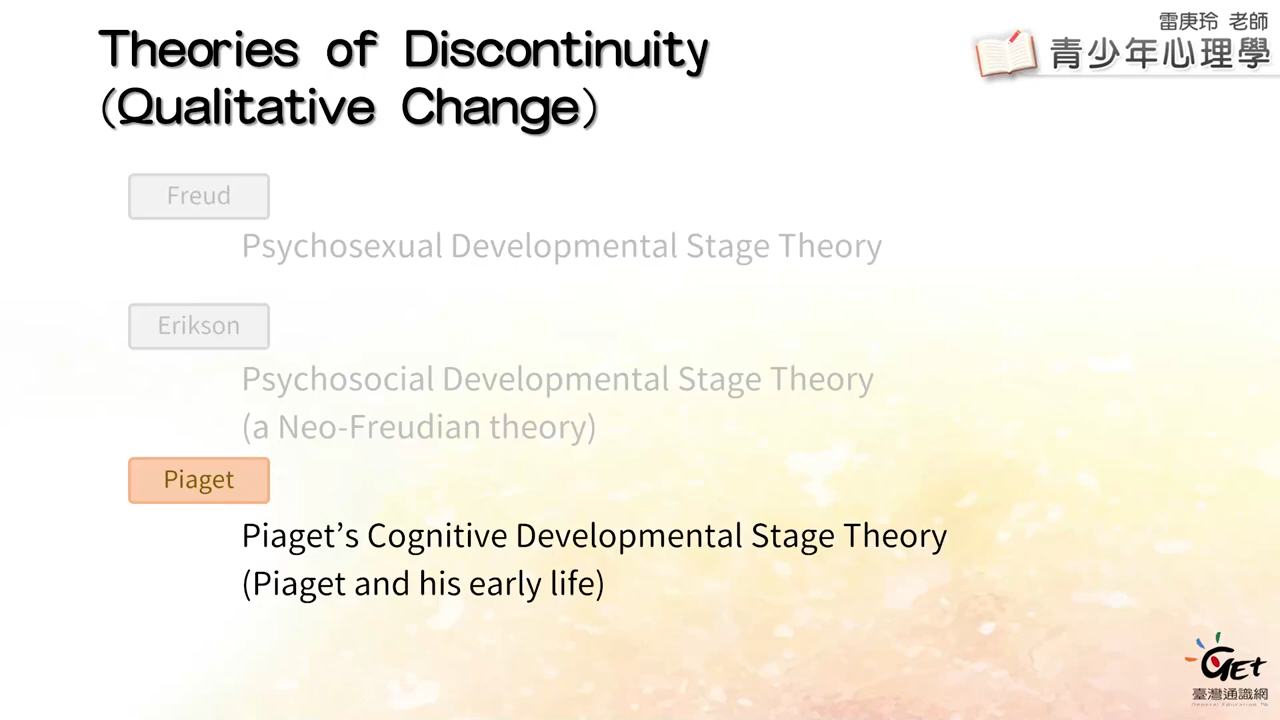 雷庚玲 老師
青少年心理學
Theories of Discontinuity
(Qualitative Change)
Freud
Psychosexual Developmental Stage Theory
Erikson
Psychosocial Developmental Stage Theory
(a Neo-Freudian theory)
Piaget
Piaget’s Cognitive Developmental Stage Theory
(Piaget and his early life)
GET
臺灣通識網